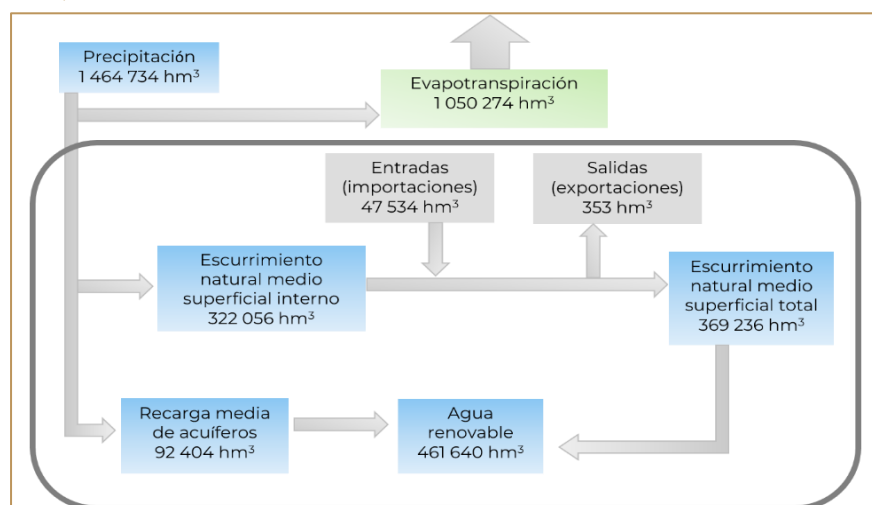 Precipitación
1 464 734 hm³
Evapotranspiración
1 050 274 hm³
Entradas
(importaciones)
47 534 hm³
Salidas
(exportaciones)
353 hm³
Escurrimiento
natural medio
superficial interno
322 056 hm³
Escurrimiento
natural medio
superficial total
369 236 hm³
Recarga media
de acuíferos
92 404 hm³
Agua
renovable
461 640 hm³